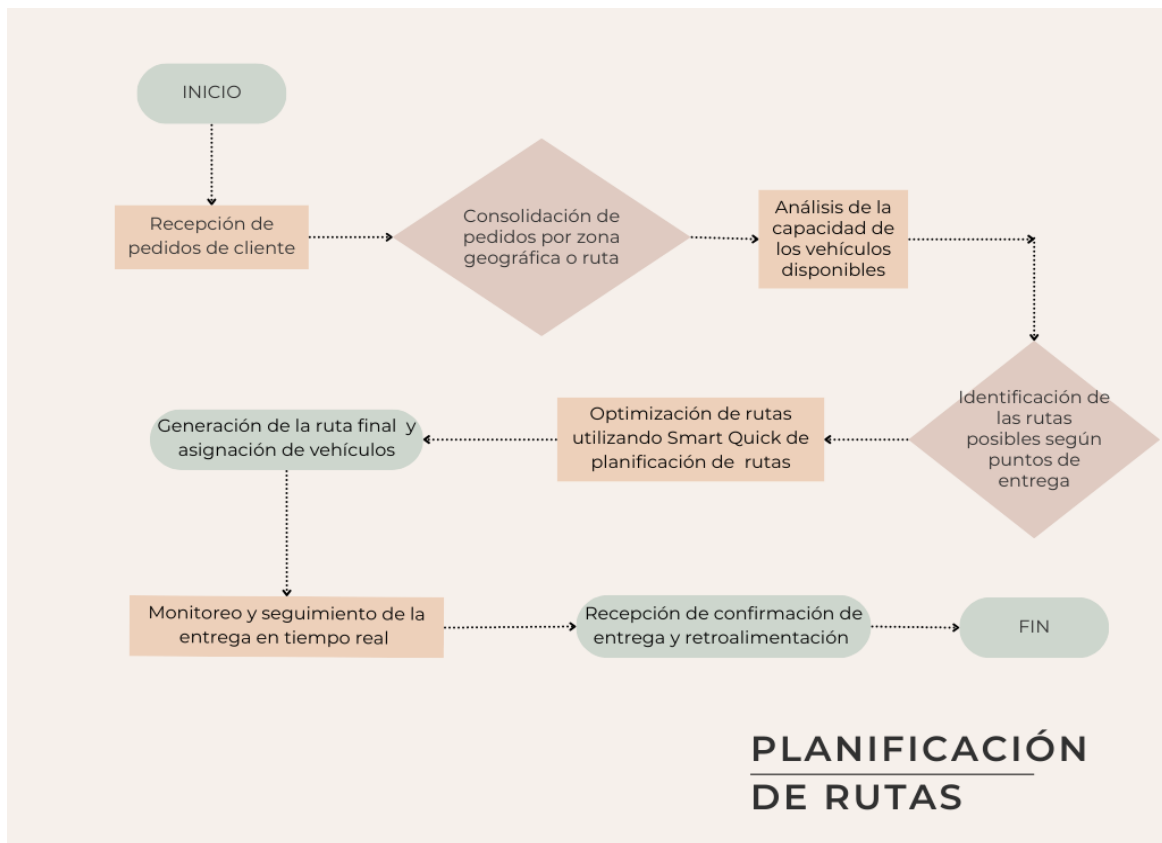 INICIO
Recepción de
pedidos de cliente
Consolidación de
pedidos por zona
geográfica o ruta
Análisis de la
capacidad de
los vehículos
disponibles
Identificación de
las rutas
posibles según
puntos de
entrega
Optimización de rutas
utilizando Smart Quick de
planificación de rutas
Generación de la ruta final y
asignación de vehículos
Monitoreo y seguimiento de la
entrega en tiempo real
Recepción de confirmación de
entrega y retroalimentación
FIN
PLANIFICACIÓN
DE RUTAS